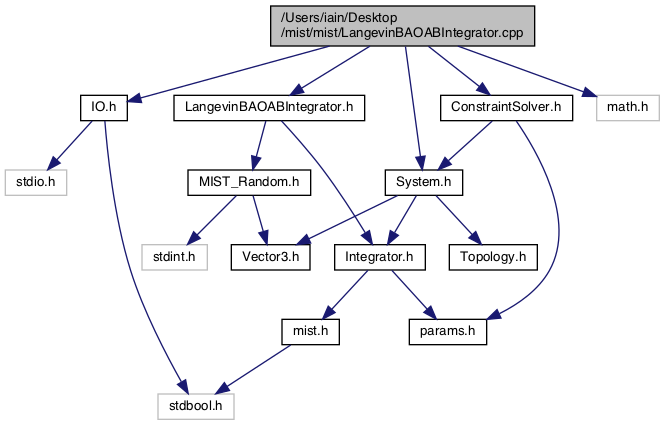 /Users/iain/Desktop
/mist/mist/LangevinBAOABIntegrator.cpp
IO.h
LangevinBAOABIntegrator.h
ConstraintSolver.h
math.h
stdio.h
MIST_Random.h
System.h
stdint.h
Vector3.h
Integrator.h
Topology.h
mist.h
params.h
stdbool.h